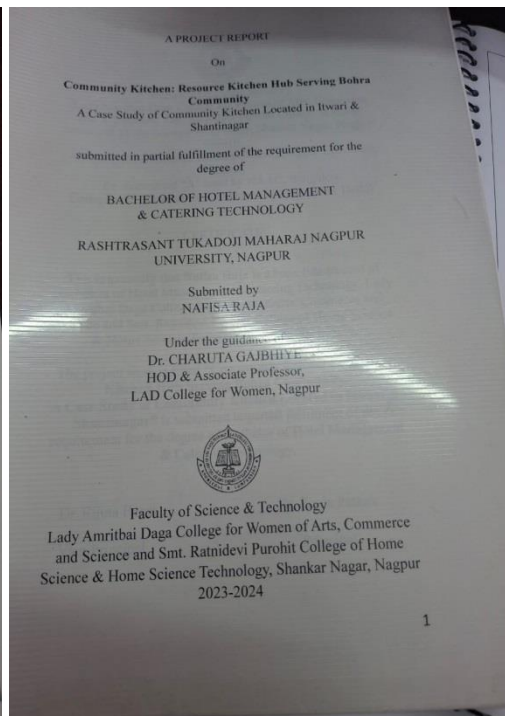 A PROJECT REPORT
On
Community Kitchen: Resource Kitchen Hub Serving Bohra
Community
A Case Study of Community Kitchen Located in Itwari &
Shantinagar
submitted in partial fulfillment of the requirement for the
degree of
BACHELOR OF HOTEL MANAGEMENT
& CATERING TECHNOLOGY
RASHTRASANT TUKADOJI MAHARAJ NAGPUR
UNIVERSITY, NAGPUR
Submitted by
NAFISA RAJA
Under the guidance
Dr. CHARUTA GAJBHIYE
HOD & Associate Professor,
LAD College for Women, Nagpur
Faculty of Science & Technology
Lady Amritbai Daga College for Women of Arts, Commerce
and Science and Smt. Ratnidevi Purohit College of Home
Science & Home Science Technology, Shankar Nagar, Nagpur
2023-2024
1